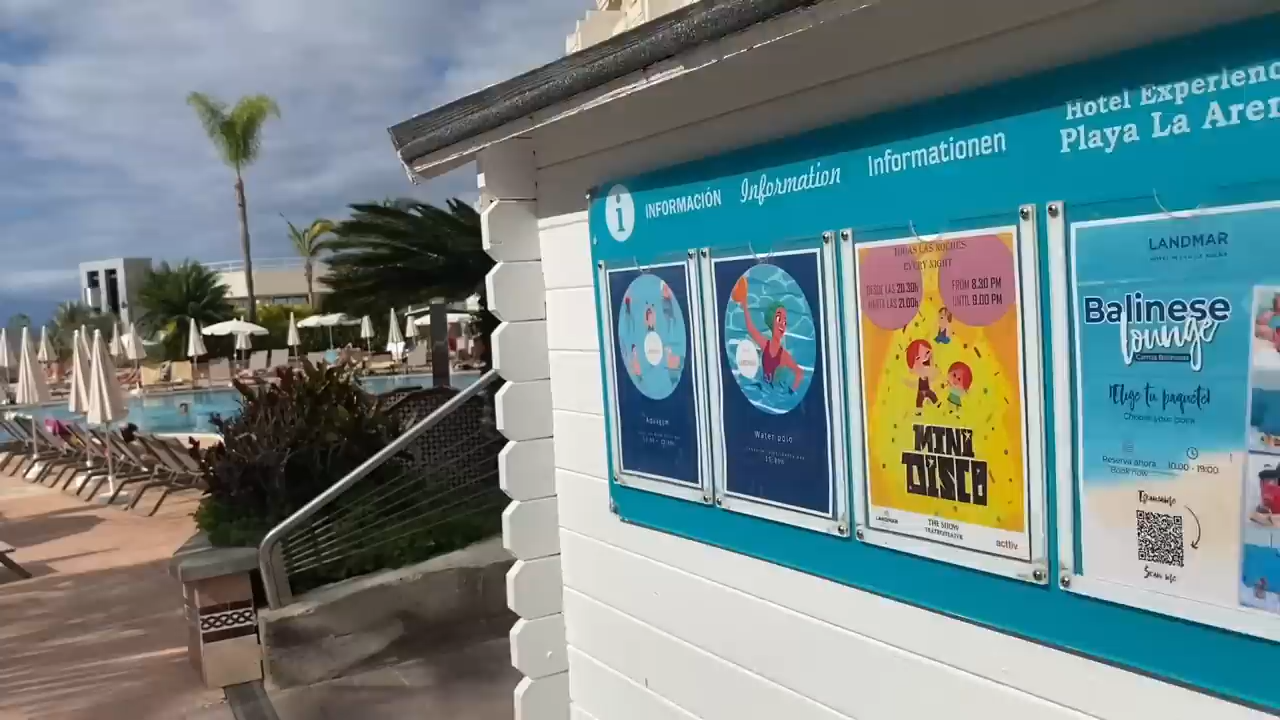 Hotel Experienc
Playa La Aren
i
INFORMACIÓN
Information
Informationen
Aquagym
Water polo
TODAS LAS NOCHES
EVERY NIGHT
DESDE LAS 20.30h
HASTA LAS 21.00h
FROM 8.30 PM
UNTIL 9.00 PM
MINI
DISCO
LANDMAR
THE SHOW
acttiv
LANDMAR
Balinese
lounge
Camas Balinesas
¡Elige tu paquete!
Choose your pack
Reserva ahora
Book now
10:00 - 19:00
Escanéame
Scan me